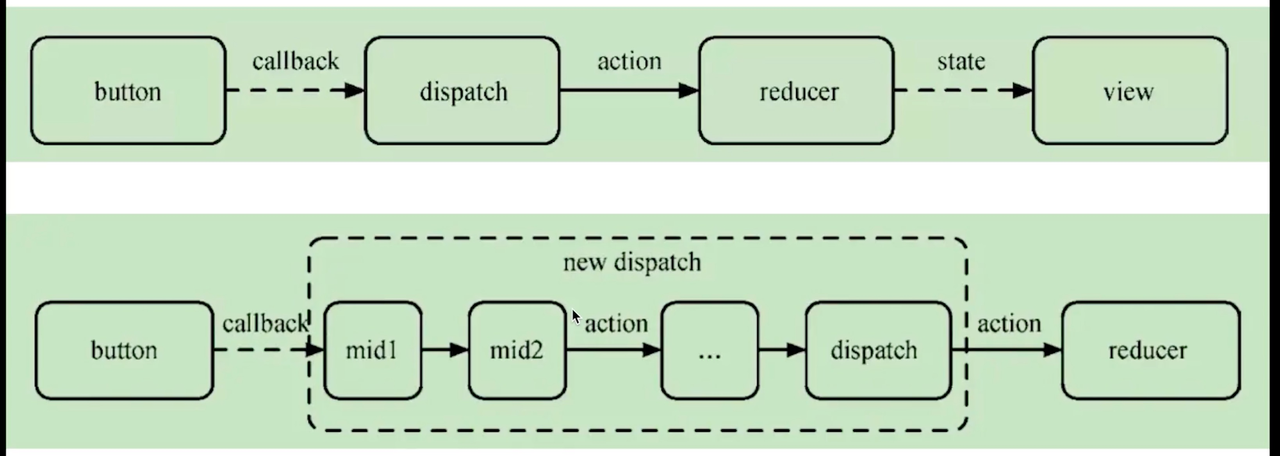 callback action state
button dispatch reducer view
new dispatch
callback action action
button mid1 mid2 ... dispatch reducer